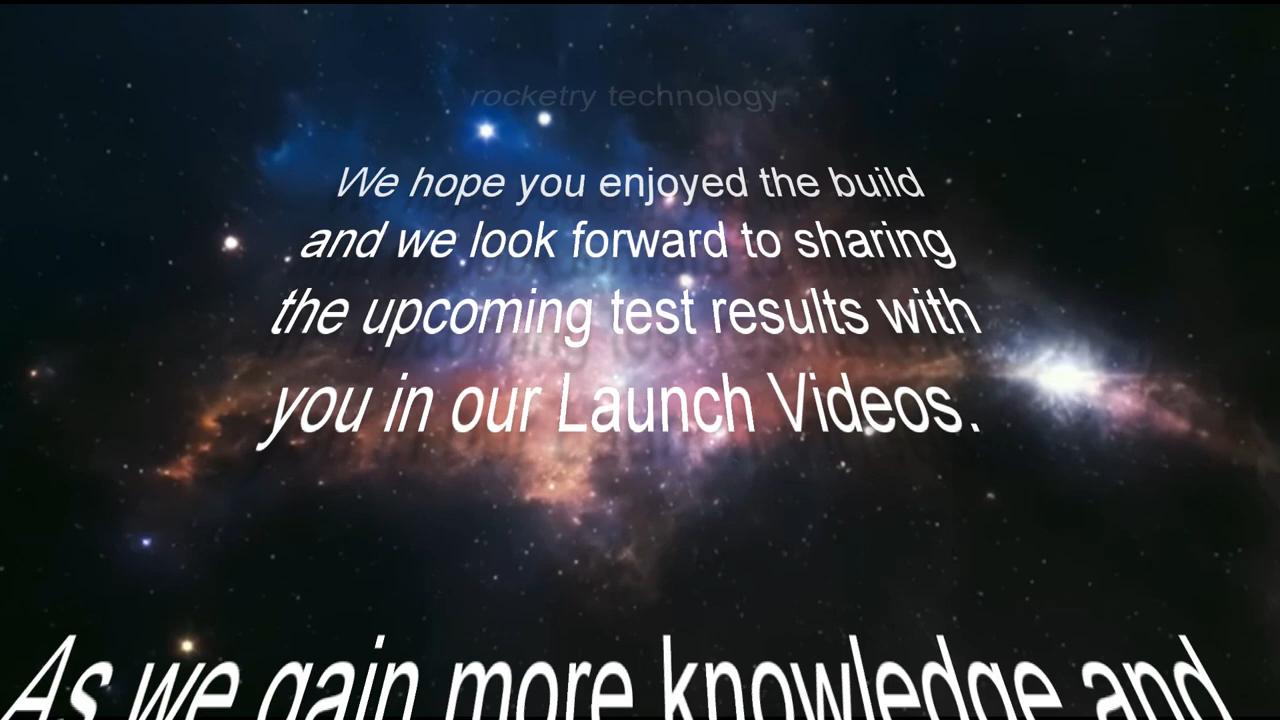 rocketry technology.
We hope you enjoyed the build
and we look forward to sharing
the upcoming test results with
you in our Launch Videos.
As we gain more knowledge and